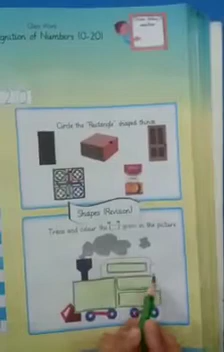 Class Work
gnition of Numbers (0-20)
Circle the "Rectangle" shaped things
Shapes (Revision)
Trace and colour the given in the picture